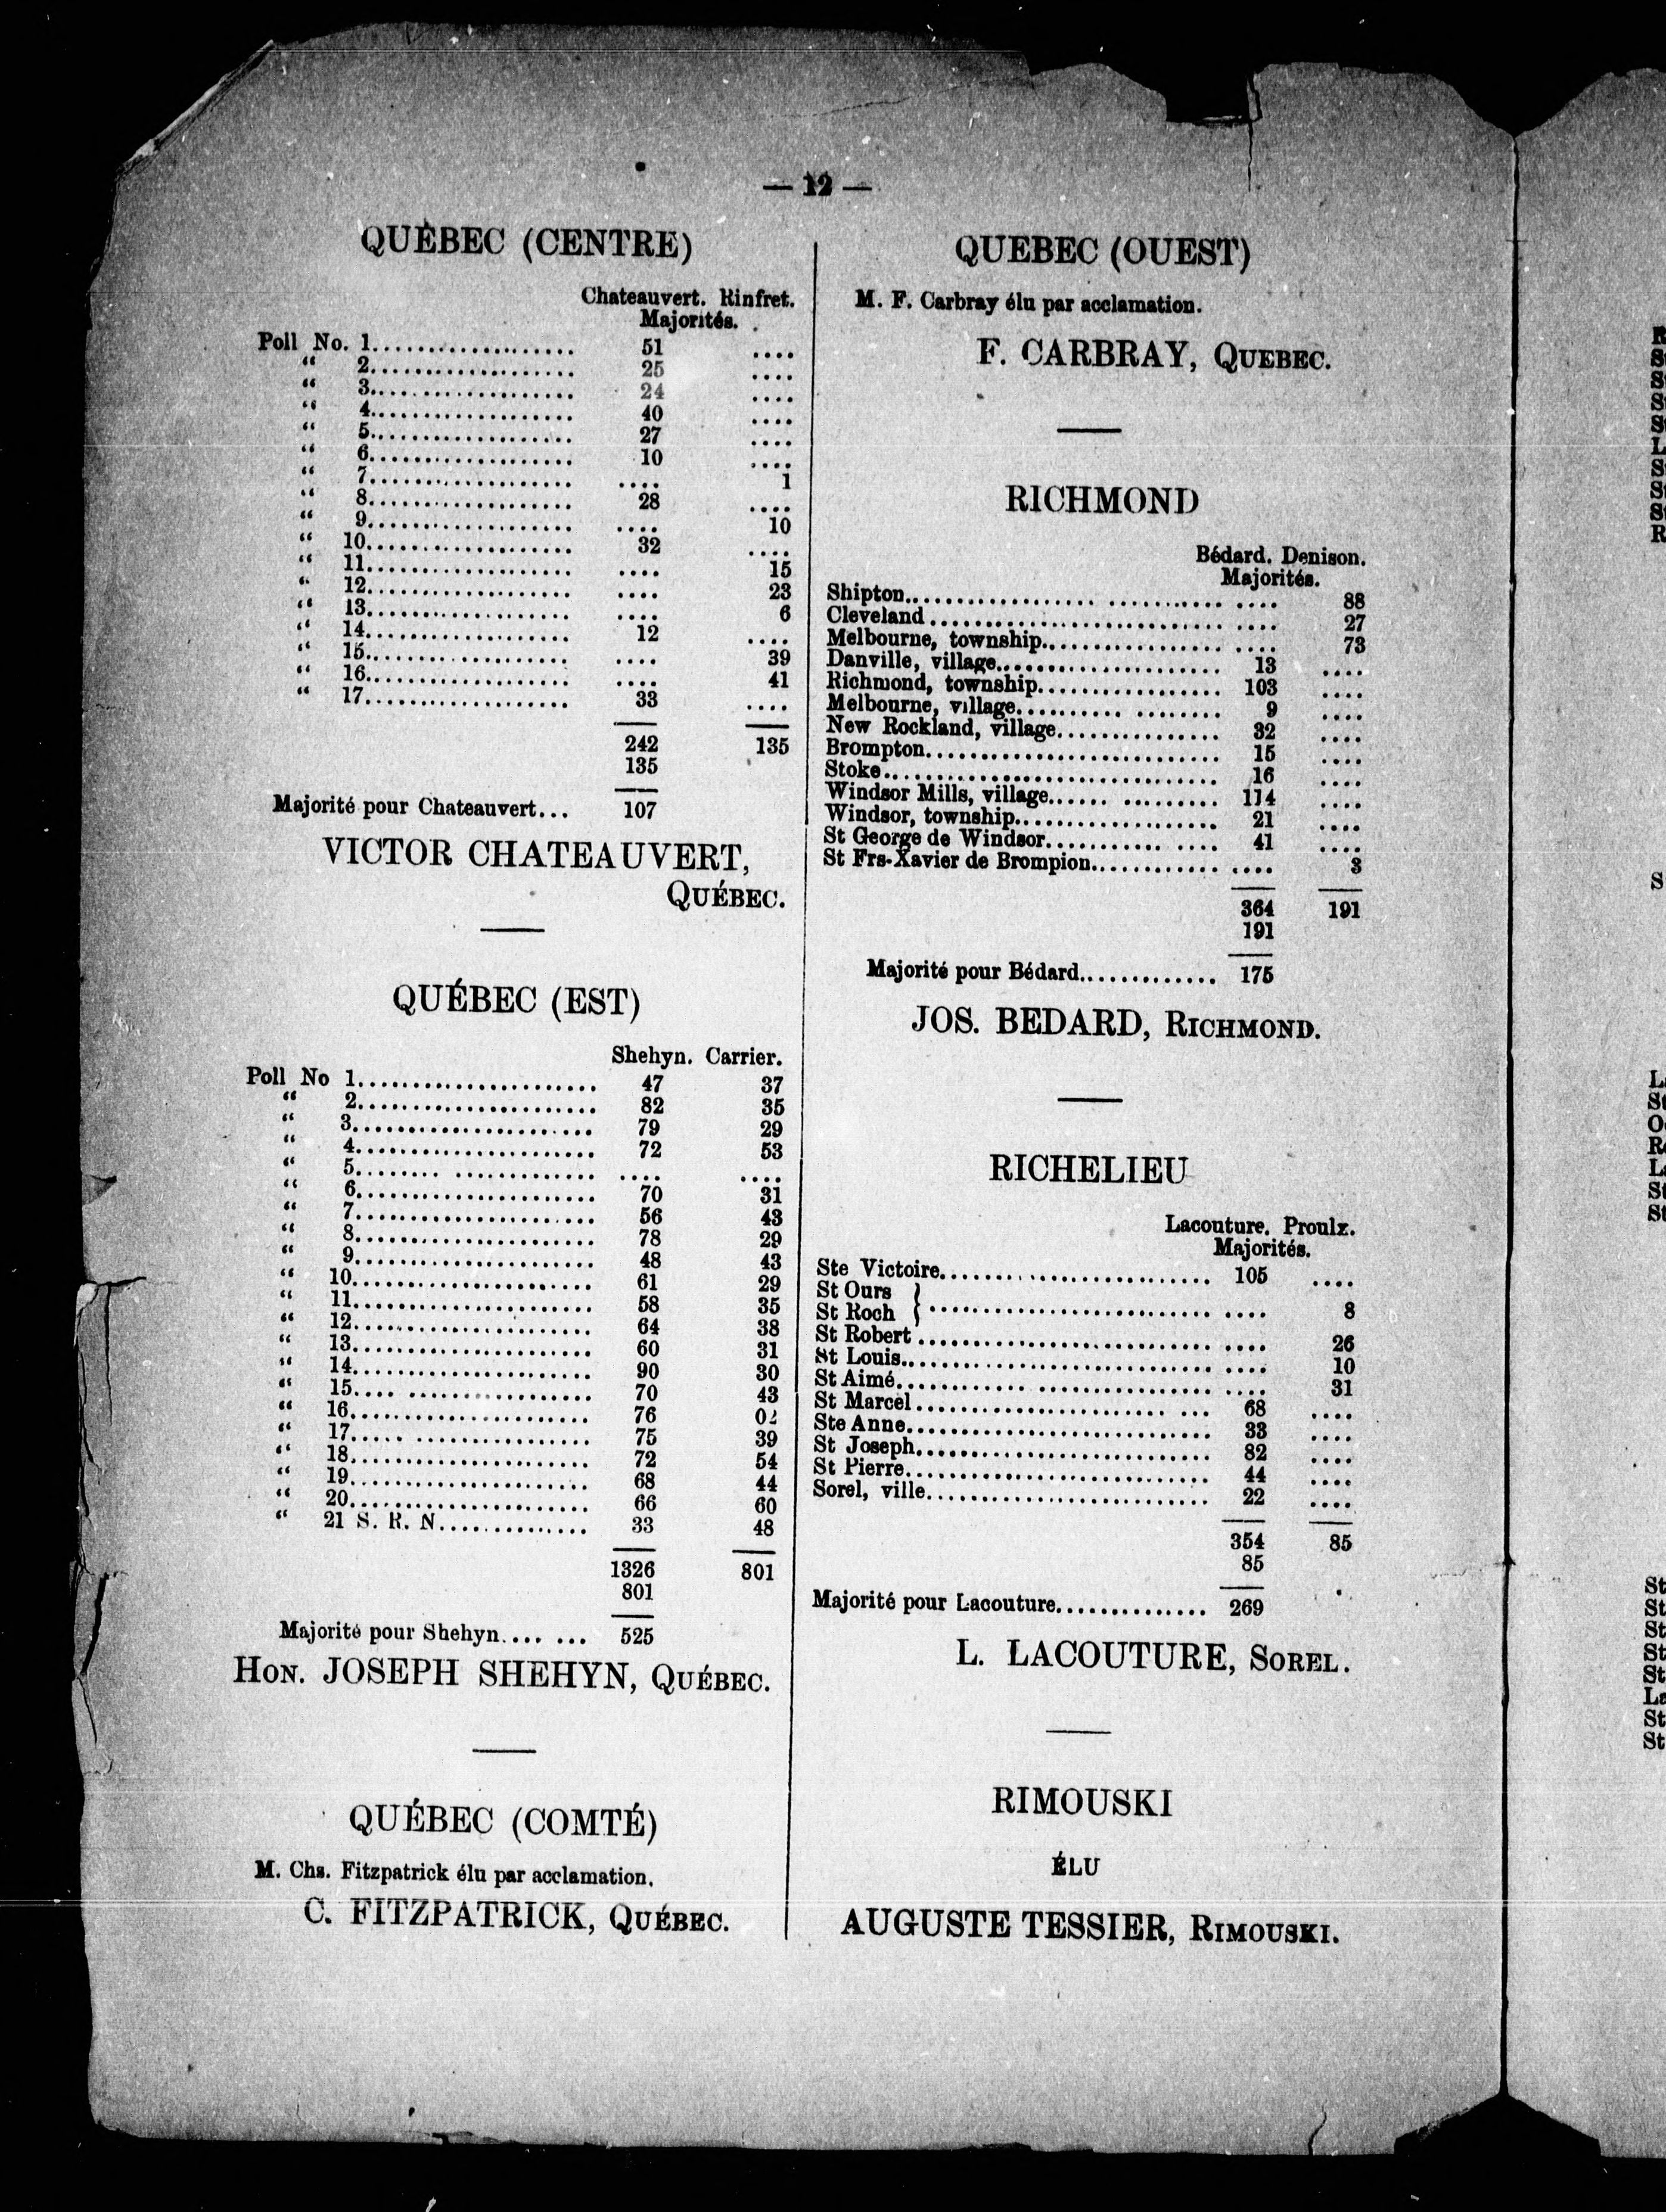 — 12 —
QUÉBEC (CENTRE)
Chateauvert. Rinfret.
Majorités.
Poll No. 1.................... 51 ....
“ 2.................... 25 ....
“ 3.................... 24 ....
“ 4.................... 40 ....
“ 5.................... 27 ....
“ 6.................... 10 ....
“ 7.................... .... 1
“ 8.................... 28 ....
“ 9.................... .... 10
“ 10.................... 32 ....
“ 11.................... .... 15
“ 12.................... .... 23
“ 13.................... .... 6
“ 14.................... 12 ....
“ 15.................... .... 39
“ 16.................... .... 41
“ 17.................... 33 ....
242 135
135
Majorité pour Chateauvert... 107
VICTOR CHATEAUVERT,
QUÉBEC.
QUÉBEC (EST)
Shehyn. Carrier.
Poll No 1...................... 47 37
“ 2...................... 82 35
“ 3...................... 79 29
“ 4...................... 72 53
“ 5........ ............. .... ....
“ 6...................... 70 31
“ 7...................... 56 43
“ 8...................... 78 29
“ 9...................... 48 43
“ 10...................... 61 29
“ 11...................... 58 35
“ 12...................... 64 38
“ 13...................... 60 31
“ 14...................... 90 30
“ 15.... ................. 70 43
“ 16...................... 76
“ 17..... ................ 75 39
“ 18...................... 72 54
“ 19...................... 68 44
“ 20...................... 66 60
“ 21 S. R. N.............. 33 48
1326 801
801
Majorité pour Shehyn.... ... 525
HON. JOSEPH SHEHYN, QUÉBEC.
QUÉBEC (COMTÉ)
M. Chs. Fitzpatrick élu par acclamation.
C. FITZPATRICK, QUÉBEC.
QUEBEC (OUEST)
M. F. Carbray élu par acclamation.
F. CARBRAY, QUEBEC.
RICHMOND
Bédard. Denison.
Majorités.
Shipton.................. ........... .... 88
Cleveland........................... .... 27
Melbourne, township................. .... 73
Danville, village...................... 13 ....
Richmond, township................. 103 ....
Melbourne, village.......... ........ 9 ....
New Rockland, village............... 32 ....
Brompton........................... 15 ....
Stoke............................... 16 ....
Windsor Mills, village...... ......... 114 ....
Windsor, township................... 21 ....
St George de Windsor........... .... 41 ....
St Frs-Xavier de Brompion............ .... 3
364 191
191
Majorité pour Bédard............. 175
JOS. BEDARD, RICHMOND.
RICHELIEU
Lacouture. Proulx.
Majorités.
Ste Victoire......................... 105 ....
St Ours }
St Roch } .......................... .... 8
St Robert........................... .... 26
St Louis............................ .... 10
St Aimé............ ................ .... 31
St Marcel....................... ... 68 ....
Ste Anne............................ 33 ....
St Joseph........................... 82 ....
St Pierre............................ 44 ....
Sorel, ville.......................... 22 ....
354 85
85
Majorité pour Lacouture.............. 269
L. LACOUTURE, SOREL.
RIMOUSKI
ÉLU
AUGUSTE TESSIER, RIMOUSKI.